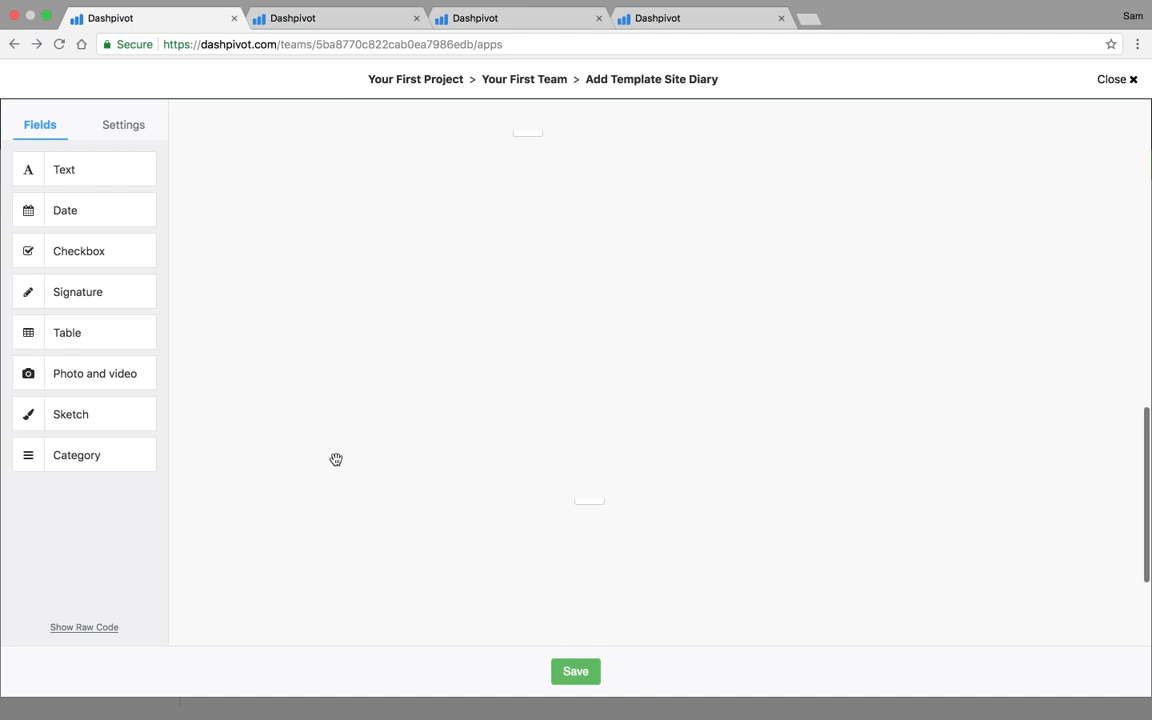 Dashpivot
Dashpivot
Dashpivot
Dashpivot
Sam
Secure https://dashpivot.com/teams/5ba8770c822cab0ea7986edb/apps
Your First Project > Your First Team > Add Template Site Diary
Close ✖
Fields
Settings
Text
Date
Checkbox
Signature
Table
Photo and video
Sketch
Category
Show Raw Code
Save